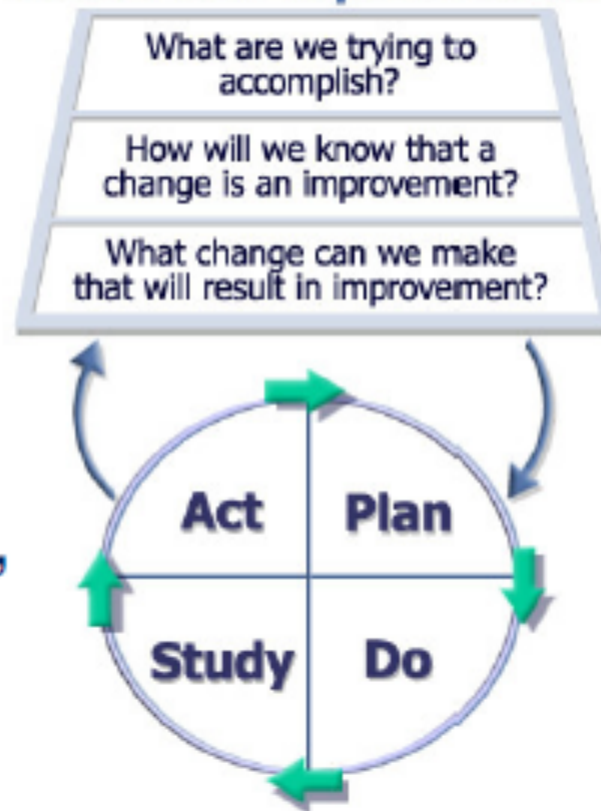 What are we trying to
accomplish?
How will we know that a
change is an improvement?
What change can we make
that will result in improvement?
Act Plan
Study Do